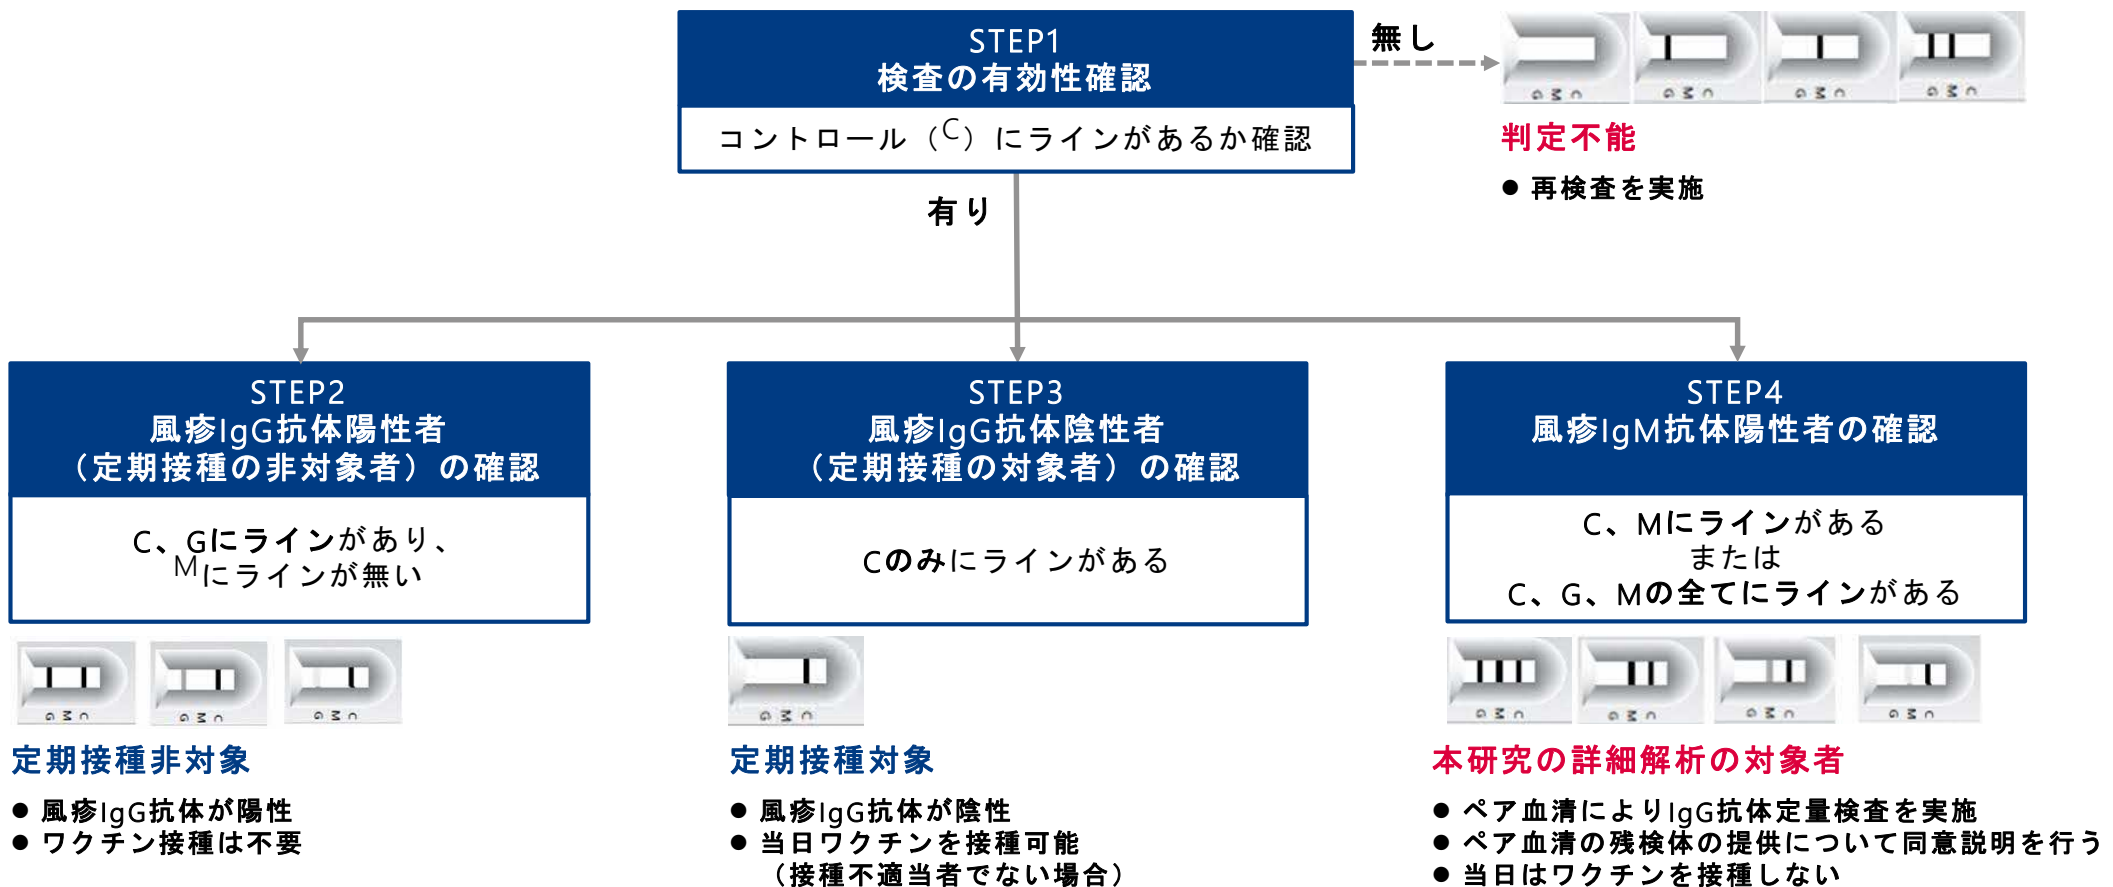 STEP1
検査の有効性確認
コントロール（C）にラインがあるか確認
無し
G M C
G M C
G M C
G M C
判定不能
● 再検査を実施
有り
STEP2
風疹IgG抗体陽性者
（定期接種の非対象者）の確認
C、Gにラインがあり、
Mにラインが無い
G M C
G M C
G M C
定期接種非対象
● 風疹IgG抗体が陽性
● ワクチン接種は不要
STEP3
風疹IgG抗体陰性者
（定期接種の対象者）の確認
Cのみにラインがある
G M C
定期接種対象
● 風疹IgG抗体が陰性
● 当日ワクチンを接種可能
（接種不適当者でない場合）
STEP4
風疹IgM抗体陽性者の確認
C、Mにラインがある
または
C、G、Mの全てにラインがある
G M C
G M C
G M C
G M C
本研究の詳細解析の対象者
● ペア血清によりIgG抗体定量検査を実施
● ペア血清の残検体の提供について同意説明を行う
● 当日はワクチンを接種しない